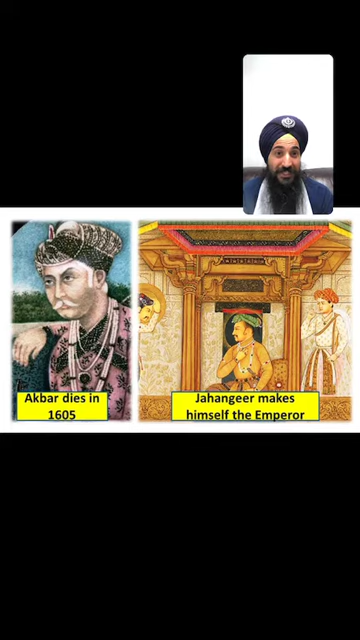 Akbar dies in
1605
Jahangeer makes
himself the Emperor